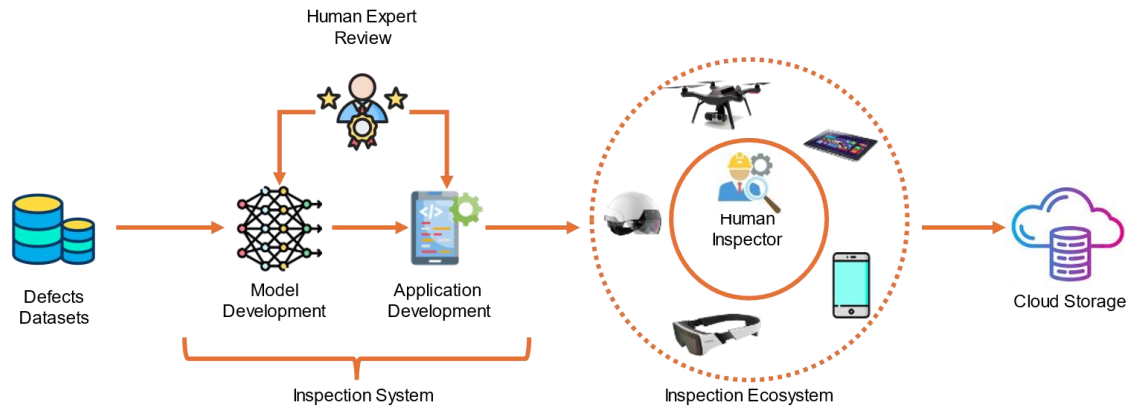 Human Expert
Review
Defects
Datasets
Model
Development
Application
Development
Inspection System
Human
Inspector
Inspection Ecosystem
Cloud Storage